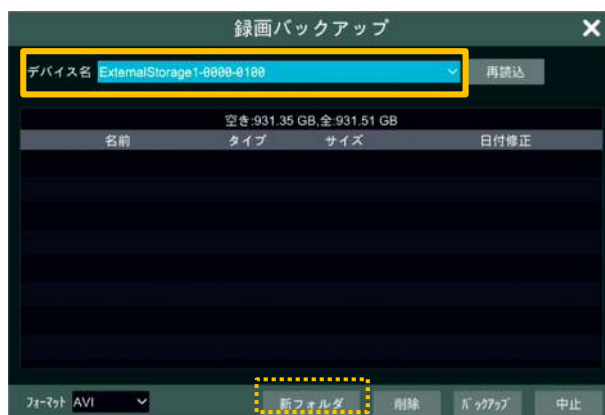 録画バックアップ
デバイス名 ExternalStorage1-0000-0100 再読込
空き:931.35 GB,全:931.51 GB
名前 タイプ サイズ 日付修正
ﾌｫｰﾏｯﾄ AVI 新フォルダ 削除 ﾊﾞｯｸｱｯﾌﾟ 中止